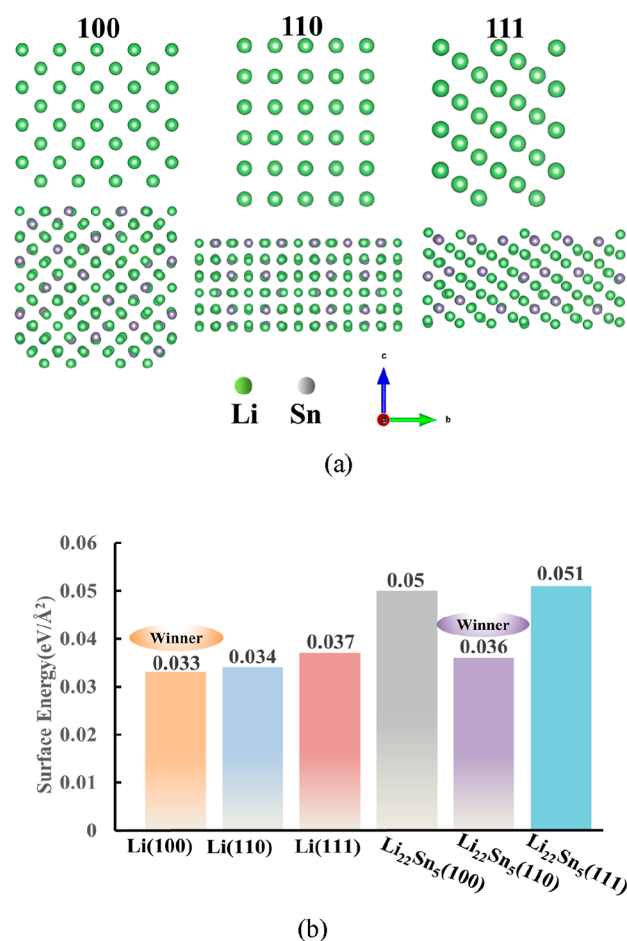 100 110 111
c
b
a
Li Sn
(a)
Surface Energy(eV/Å²)
0.06
0.05
0.04
0.03
0.02
0.01
0
Winner
0.033
0.034
0.037
0.05
Winner
0.036
0.051
Li(100)
Li(110)
Li(111)
Li₂₂Sn₅(100)
Li₂₂Sn₅(110)
Li₂₂Sn₅(111)
(b)